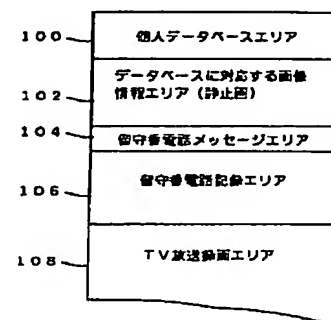 100 個人データベースエリア
データベースに対応する画像
102 情報エリア（静止画）
104 留守番電話メッセージエリア
106 留守番電話記録エリア
108 TV放送録画エリア